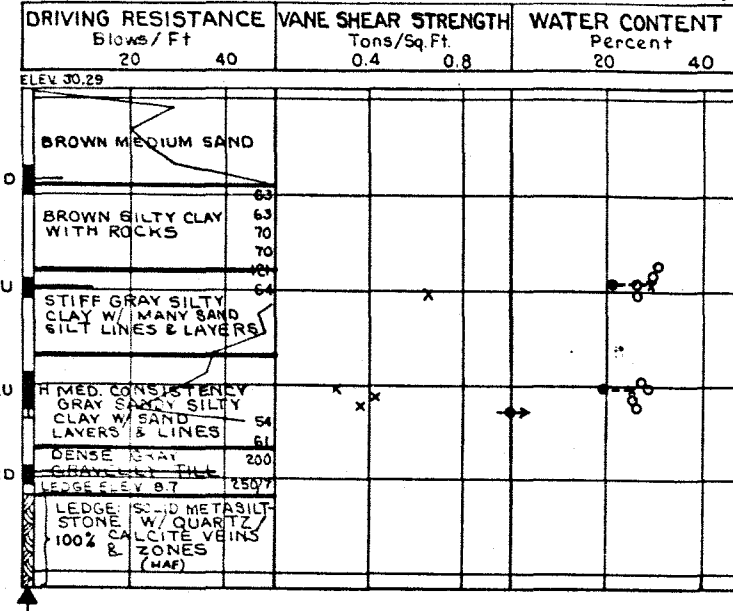 DRIVING RESISTANCE
Blows/Ft
20 40
VANE SHEAR STRENGTH
Tons/Sq.Ft.
0.4 0.8
WATER CONTENT
Percent
20 40
ELEV. 30.29
BROWN MEDIUM SAND
D
63
BROWN SILTY CLAY
WITH ROCKS
63
70
70
121
U
64
STIFF GRAY SILTY
CLAY W/ MANY SAND
SILT LINES & LAYERS
U
H MED. CONSISTENCY
GRAY SANDY SILTY
CLAY W/ SAND
LAYERS & LINES
54
61
DENSE GRAY
200
GRAVELLY TILL
D
LEDGE ELEV. 8.7
250/7
LEDGE: SOLID METASILT-
STONE W/ QUARTZ/
100% CALCITE VEINS
& ZONES
(HAF)